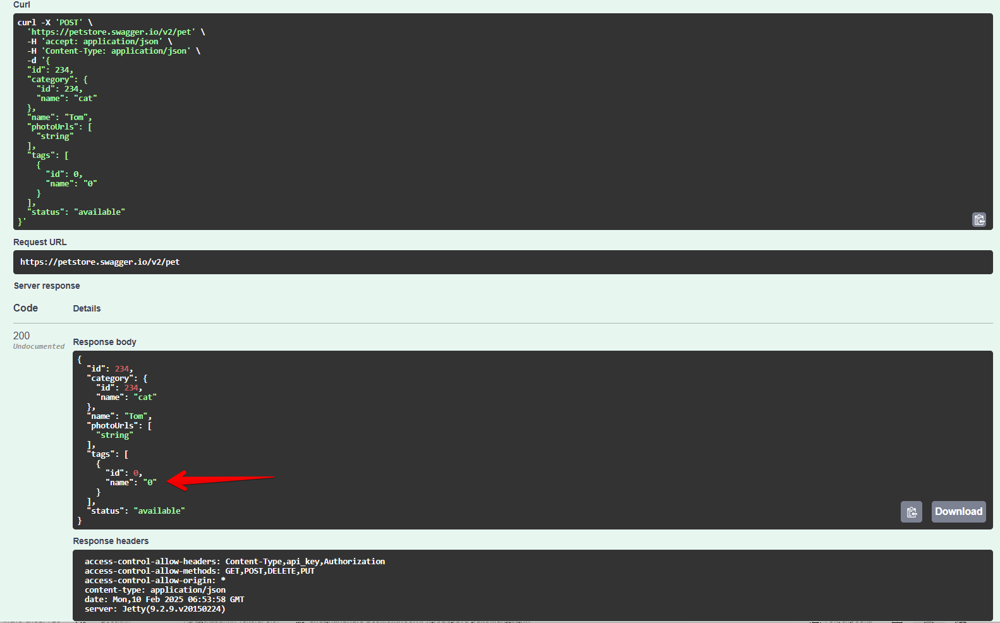 Curl
curl -X 'POST' \
'https://petstore.swagger.io/v2/pet' \
-H 'accept: application/json' \
-H 'Content-Type: application/json' \
-d '{
"id": 234,
"category": {
"id": 234,
"name": "cat"
},
"name": "Tom",
"photoUrls": [
"string"
],
"tags": [
{
"id": 0,
"name": "0"
}
],
"status": "available"
}'
Request URL
https://petstore.swagger.io/v2/pet
Server response
Code Details
200
Undocumented
Response body
{
"id": 234,
"category": {
"id": 234,
"name": "cat"
},
"name": "Tom",
"photoUrls": [
"string"
],
"tags": [
{
"id": 0,
"name": "0"
}
],
"status": "available"
}
Download
Response headers
access-control-allow-headers: Content-Type,api_key,Authorization
access-control-allow-methods: GET,POST,DELETE,PUT
access-control-allow-origin: *
content-type: application/json
date: Mon,10 Feb 2025 06:53:58 GMT
server: Jetty(9.2.9.v20150224)